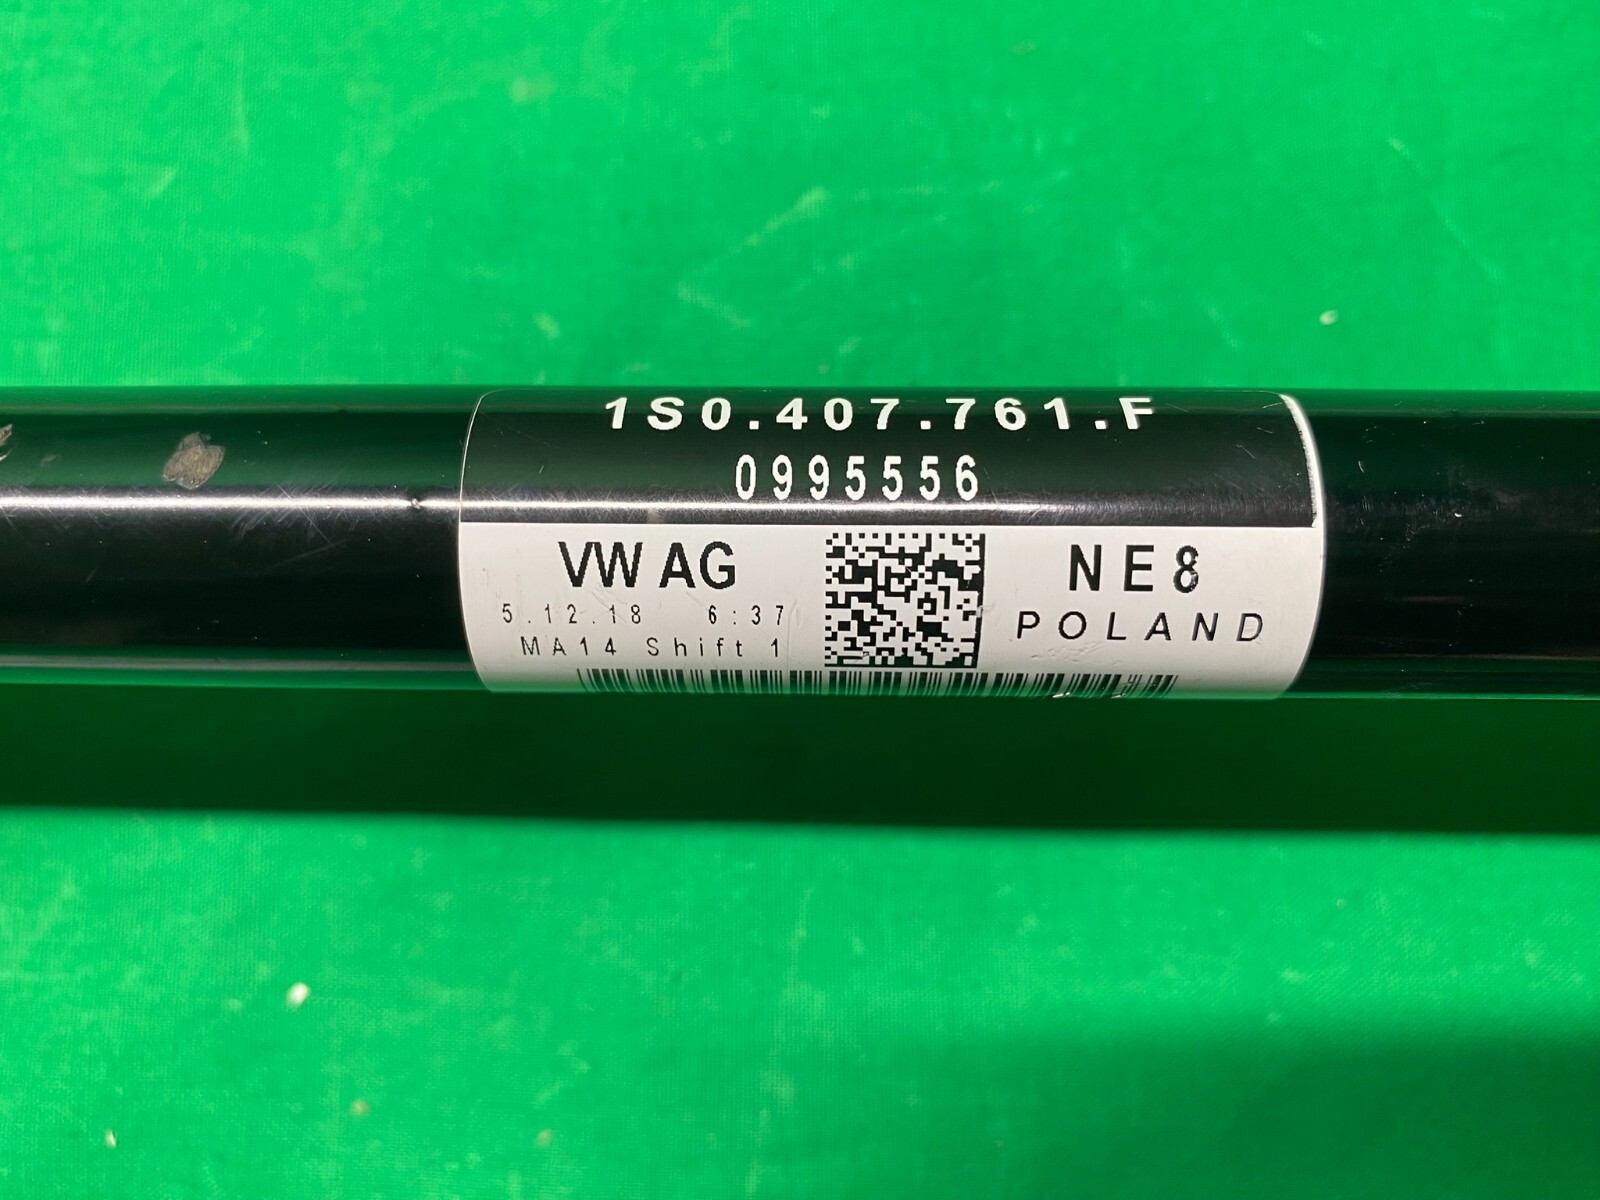 1S0.407.761.F
0995556
VW AG
5.12.18 6:37
MA14 Shift 1
NE8
POLAND